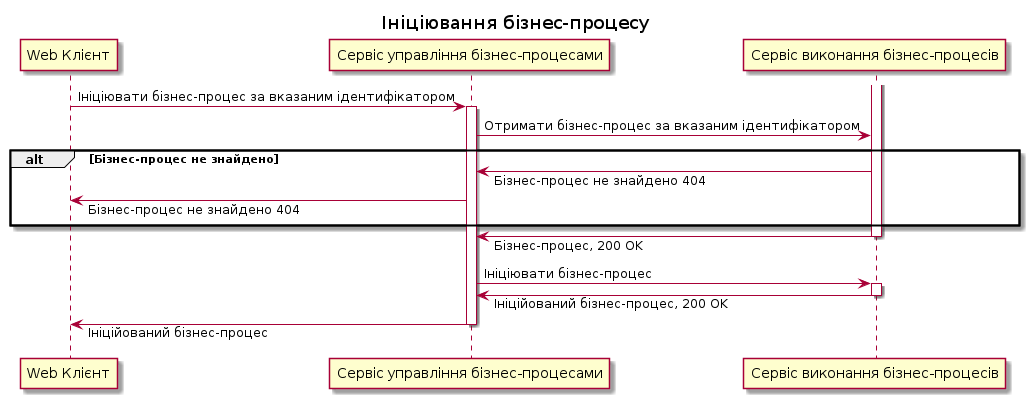 Ініціювання бізнес-процесу
Web Клієнт
Сервіс управління бізнес-процесами
Сервіс виконання бізнес-процесів
Ініціювати бізнес-процес за вказаним ідентифікатором
Отримати бізнес-процес за вказаним ідентифікатором
alt
[Бізнес-процес не знайдено]
Бізнес-процес не знайдено 404
Бізнес-процес не знайдено 404
Бізнес-процес, 200 OK
Ініціювати бізнес-процес
Ініційований бізнес-процес, 200 OK
Ініційований бізнес-процес
Web Клієнт
Сервіс управління бізнес-процесами
Сервіс виконання бізнес-процесів